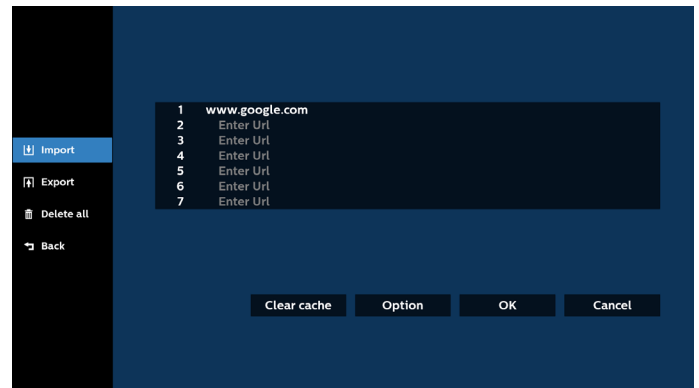 Import
Export
Delete all
Back
1 www.google.com
2 Enter Url
3 Enter Url
4 Enter Url
5 Enter Url
6 Enter Url
7 Enter Url
Clear cache Option OK Cancel